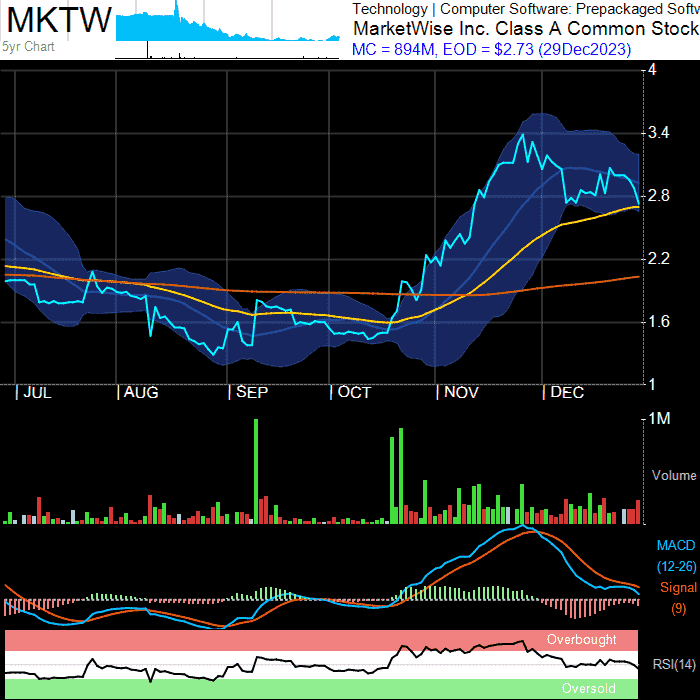 MKTW
5yr Chart
Technology | Computer Software: Prepackaged Softw
MarketWise Inc. Class A Common Stock
MC = 894M, EOD = $2.73 (29Dec2023)
4
3.4
2.8
2.2
1.6
1
JUL AUG SEP OCT NOV DEC
1M
Volume
MACD
(12-26)
Signal
(9)
Overbought
RSI(14)
Oversold